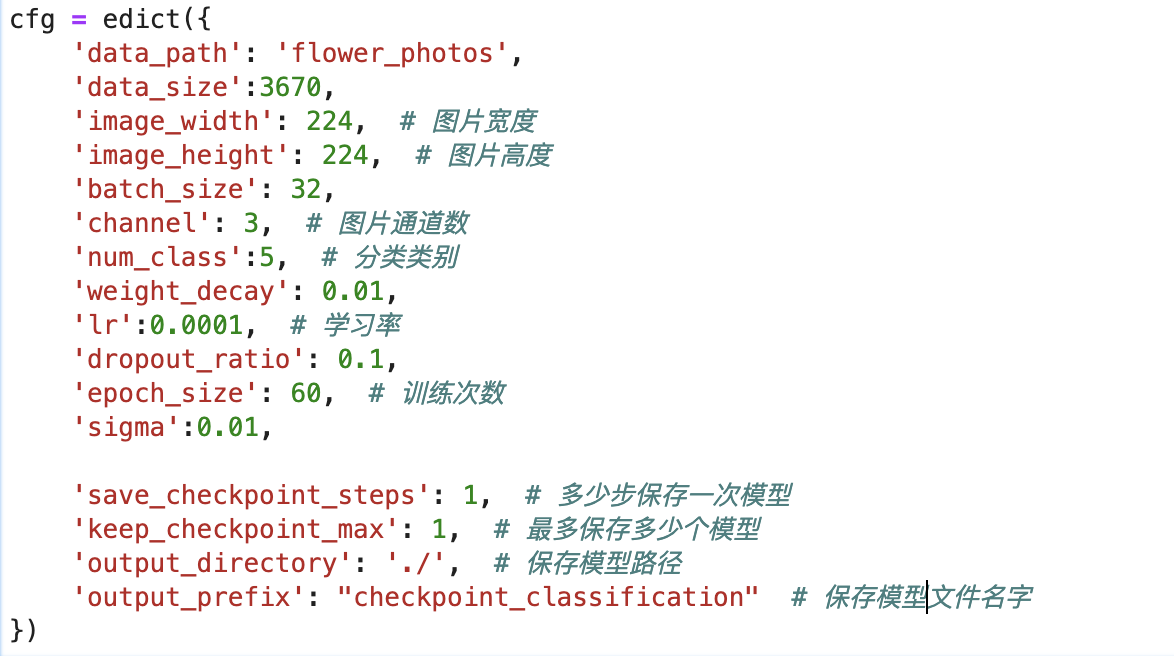 cfg = edict({
    'data_path': 'flower_photos',
    'data_size':3670,
    'image_width': 224,  # 图片宽度
    'image_height': 224,  # 图片高度
    'batch_size': 32,
    'channel': 3,  # 图片通道数
    'num_class':5,  # 分类类别
    'weight_decay': 0.01,
    'lr':0.0001,  # 学习率
    'dropout_ratio': 0.1,
    'epoch_size': 60,  # 训练次数
    'sigma':0.01,

    'save_checkpoint_steps': 1,  # 多少步保存一次模型
    'keep_checkpoint_max': 1,  # 最多保存多少个模型
    'output_directory': './',  # 保存模型路径
    'output_prefix': "checkpoint_classification"  # 保存模型文件名字
})